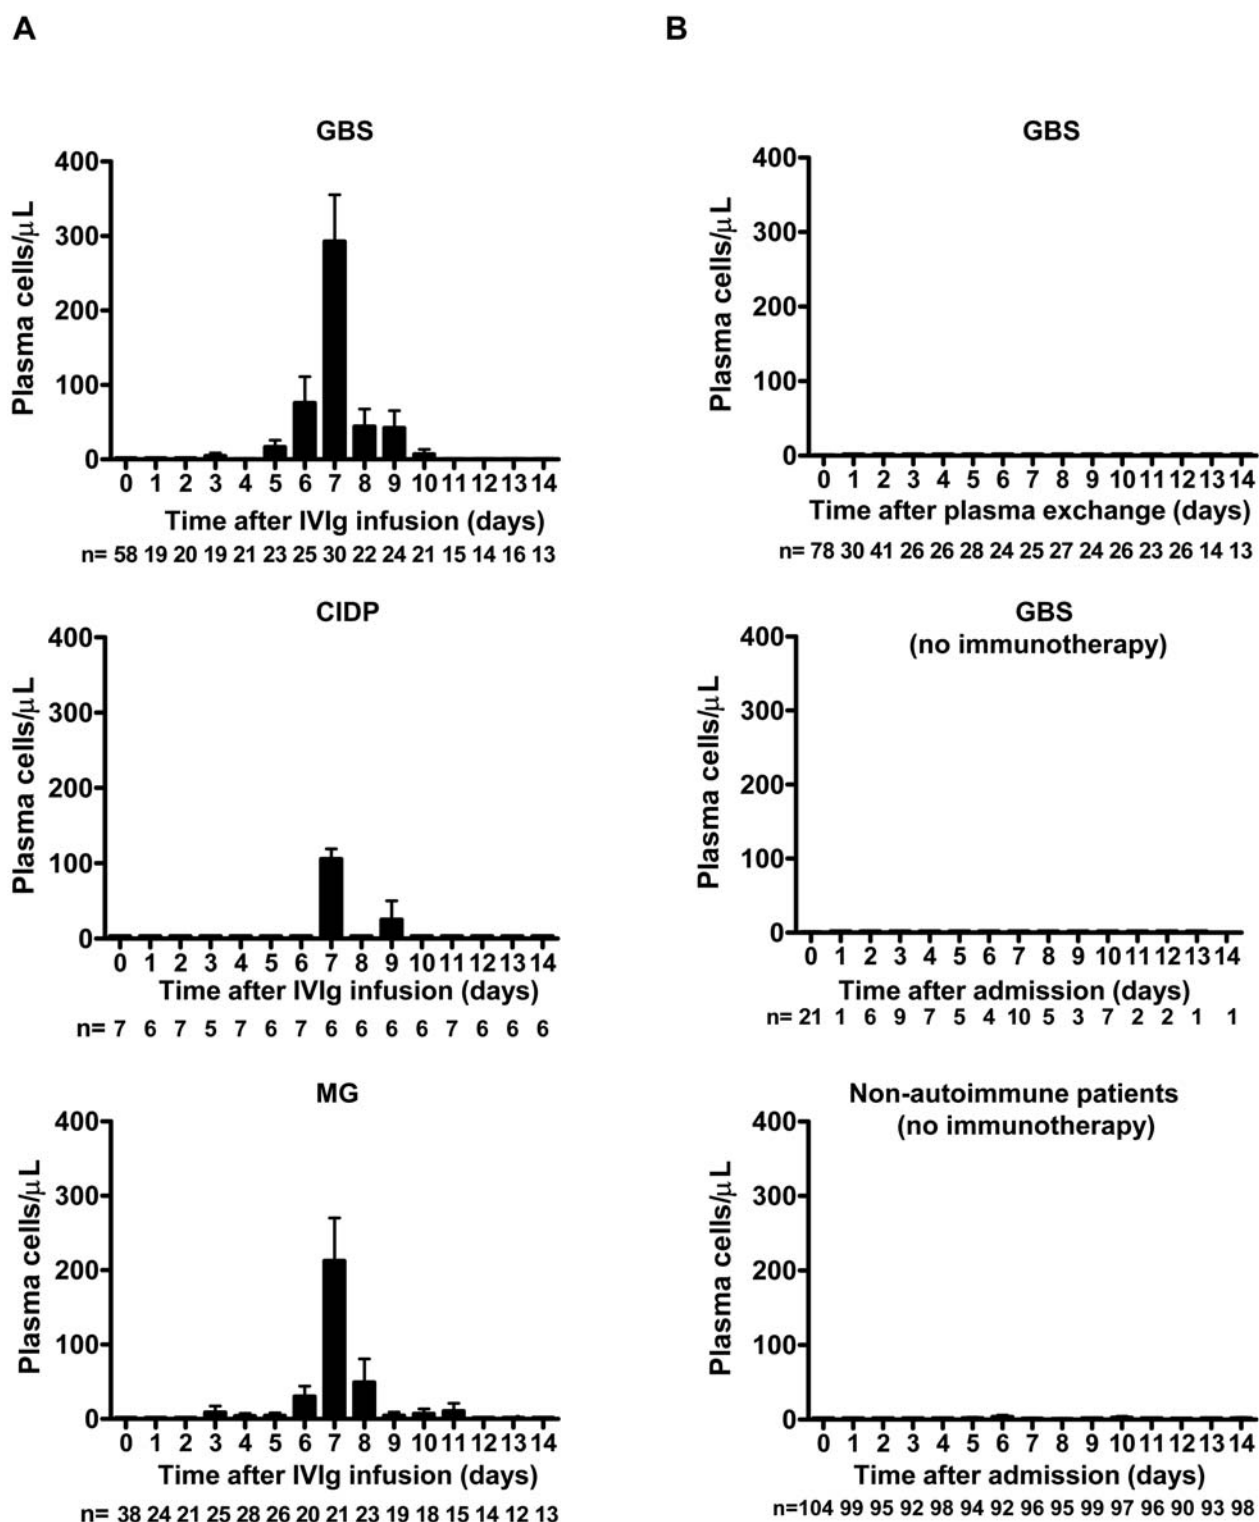 A
GBS
400
300
200
100
0
Plasma cells/μL
0 1 2 3 4 5 6 7 8 9 10 11 12 13 14
Time after IVIg infusion (days)
n= 58 19 20 19 21 23 25 30 22 24 21 15 14 16 13
CIDP
400
300
200
100
0
Plasma cells/μL
0 1 2 3 4 5 6 7 8 9 10 11 12 13 14
Time after IVIg infusion (days)
n= 7 6 7 5 7 6 7 6 6 6 6 7 6 6 6
MG
400
300
200
100
0
Plasma cells/μL
0 1 2 3 4 5 6 7 8 9 10 11 12 13 14
Time after IVIg infusion (days)
n= 38 24 21 25 28 26 20 21 23 19 18 15 14 12 13
B
GBS
400
300
200
100
0
Plasma cells/μL
0 1 2 3 4 5 6 7 8 9 10 11 12 13 14
Time after plasma exchange (days)
n= 78 30 41 26 26 28 24 25 27 24 26 23 26 14 13
GBS
(no immunotherapy)
400
300
200
100
0
Plasma cells/μL
0 1 2 3 4 5 6 7 8 9 10 11 12 13 14
Time after admission (days)
n= 21 1 6 9 7 5 4 10 5 3 7 2 2 1 1
Non-autoimmune patients
(no immunotherapy)
400
300
200
100
0
Plasma cells/μL
0 1 2 3 4 5 6 7 8 9 10 11 12 13 14
Time after admission (days)
n=104 99 95 92 98 94 92 96 95 99 97 96 90 93 98